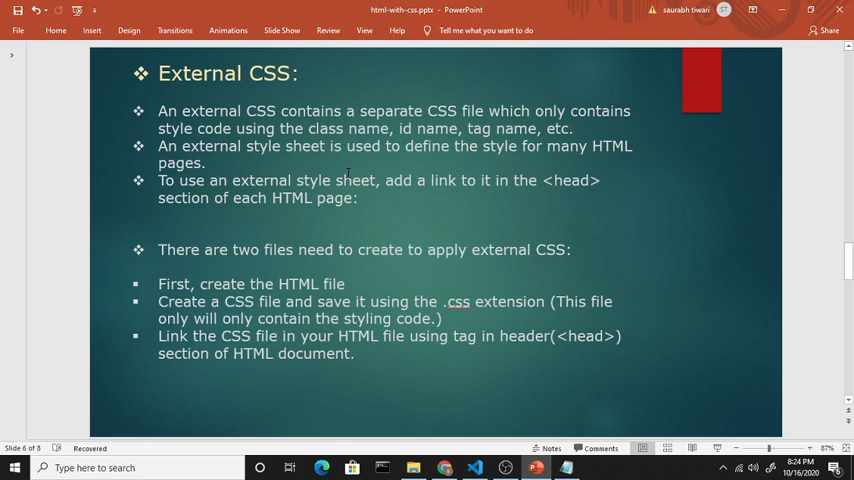 html-with-css.pptx - PowerPoint
saurabh tiwari
ST
File Home Insert Design Transitions Animations Slide Show Review View Help Tell me what you want to do Share
External CSS:
An external CSS contains a separate CSS file which only contains
style code using the class name, id name, tag name, etc.
An external style sheet is used to define the style for many HTML
pages.
To use an external style sheet, add a link to it in the <head>
section of each HTML page:
There are two files need to create to apply external CSS:
First, create the HTML file
Create a CSS file and save it using the .css extension (This file
only will only contain the styling code.)
Link the CSS file in your HTML file using tag in header(<head>)
section of HTML document.
Slide 6 of 8 Recovered Notes Comments 87%
Type here to search
8:24 PM
10/16/2020
6